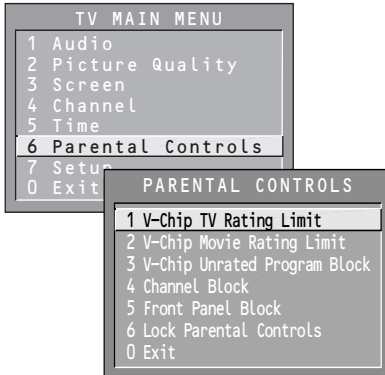 TV MAIN MENU
1 Audio
2 Picture Quality
3 Screen
4 Channel
5 Time
6 Parental Controls
7 Setup
0 Exit
PARENTAL CONTROLS
1 V-Chip TV Rating Limit
2 V-Chip Movie Rating Limit
3 V-Chip Unrated Program Block
4 Channel Block
5 Front Panel Block
6 Lock Parental Controls
0 Exit